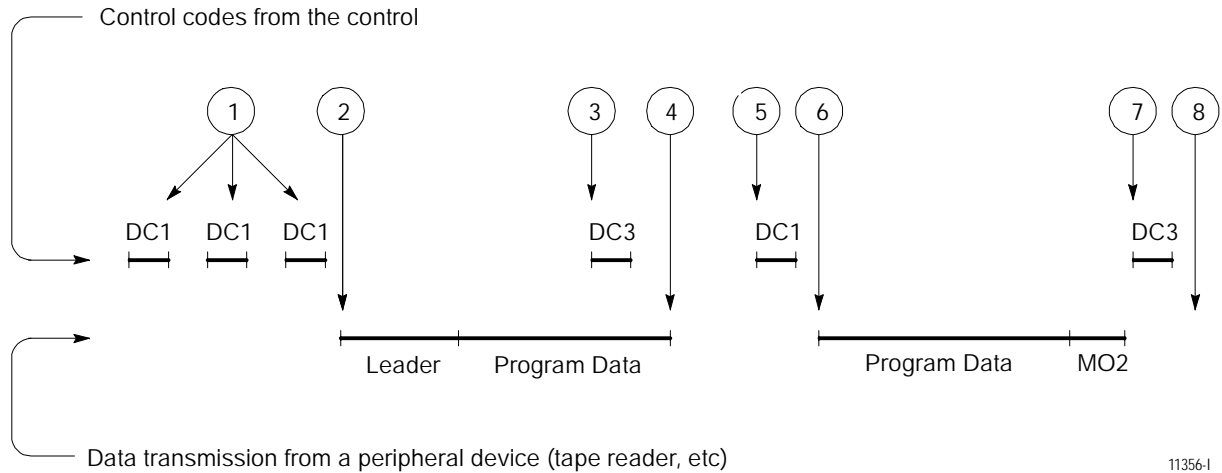 Control codes from the control
1 2 3 4 5 6 7 8
DC1 DC1 DC1 DC3 DC1 DC3
Leader Program Data Program Data MO2
Data transmission from a peripheral device (tape reader, etc)
11356-I